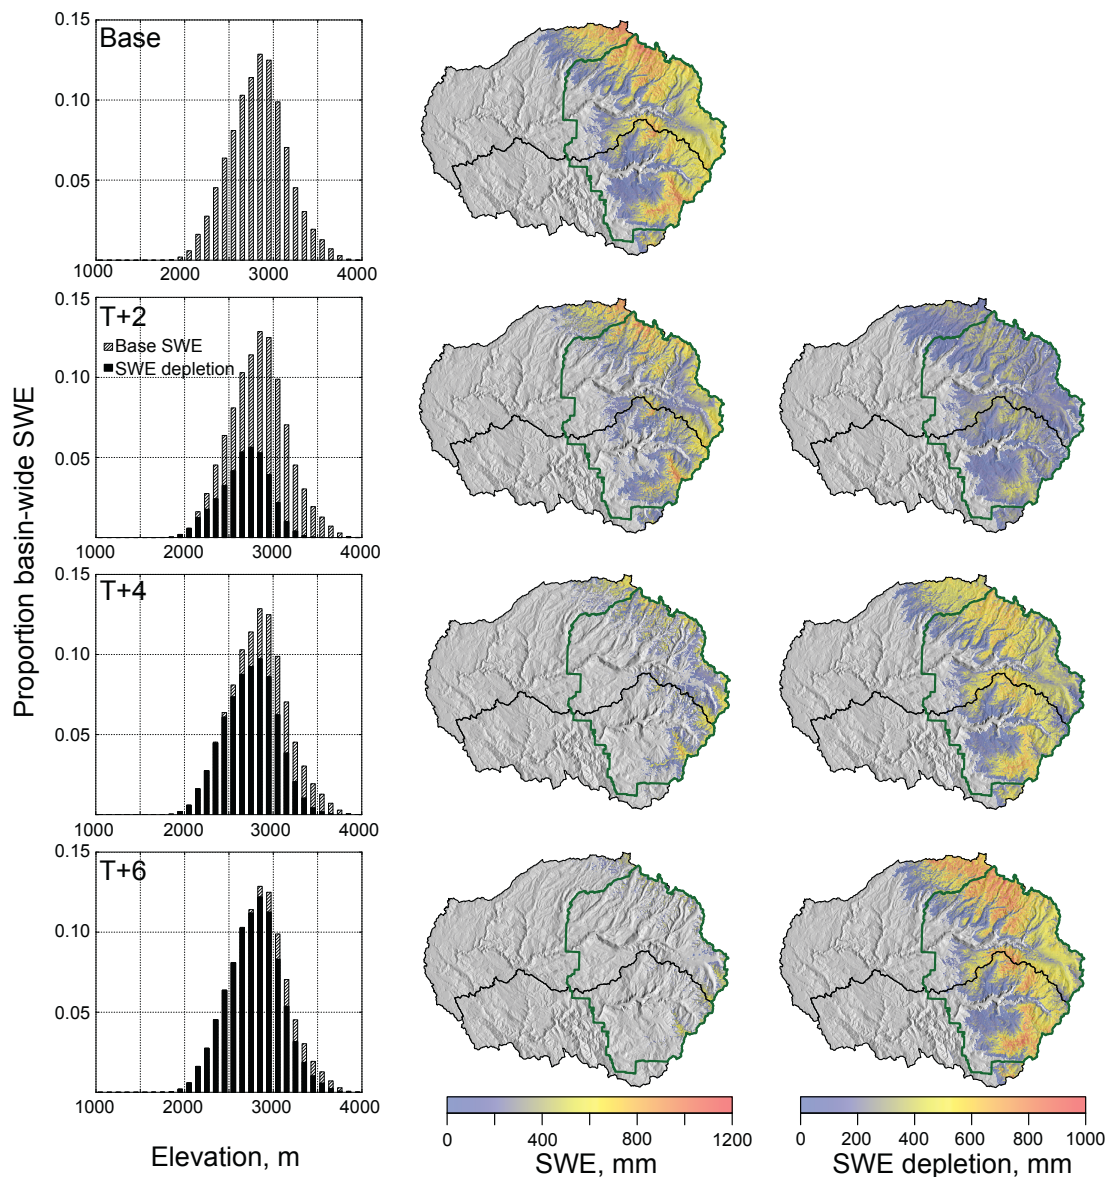 Proportion basin-wide SWE
0.15
0.10
0.05
Base
1000 2000 3000 4000
0.15
0.10
0.05
T+2
Base SWE
SWE depletion
1000 2000 3000 4000
0.15
0.10
0.05
T+4
1000 2000 3000 4000
0.15
0.10
0.05
T+6
1000 2000 3000 4000
Elevation, m
0 400 800 1200
SWE, mm
0 200 400 600 800 1000
SWE depletion, mm